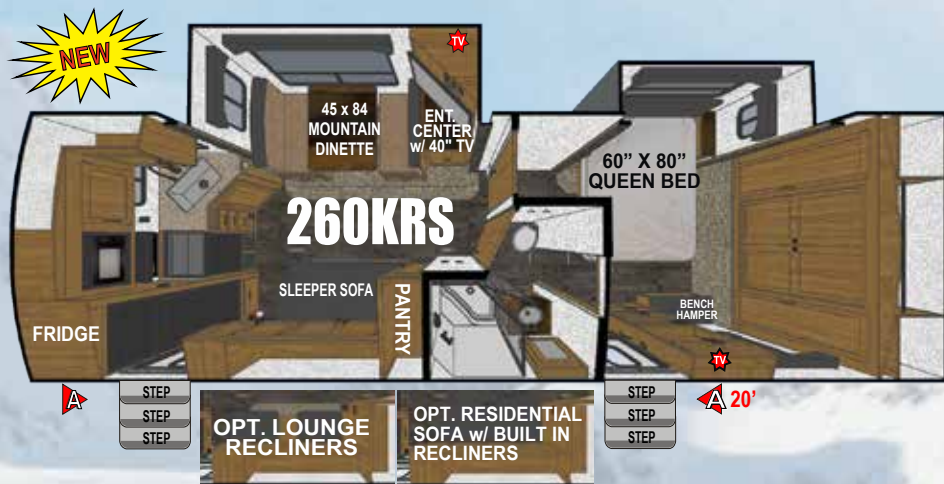 NEW
TV
45 x 84
MOUNTAIN
DINETTE
ENT.
CENTER
w/ 40" TV
60” X 80”
QUEEN BED
260KRS
SLEEPER SOFA
PANTRY
BENCH
HAMPER
FRIDGE
TV
A
STEP
STEP
STEP
STEP
STEP
STEP
A 20’
OPT. LOUNGE
RECLINERS
OPT. RESIDENTIAL
SOFA w/ BUILT IN
RECLINERS